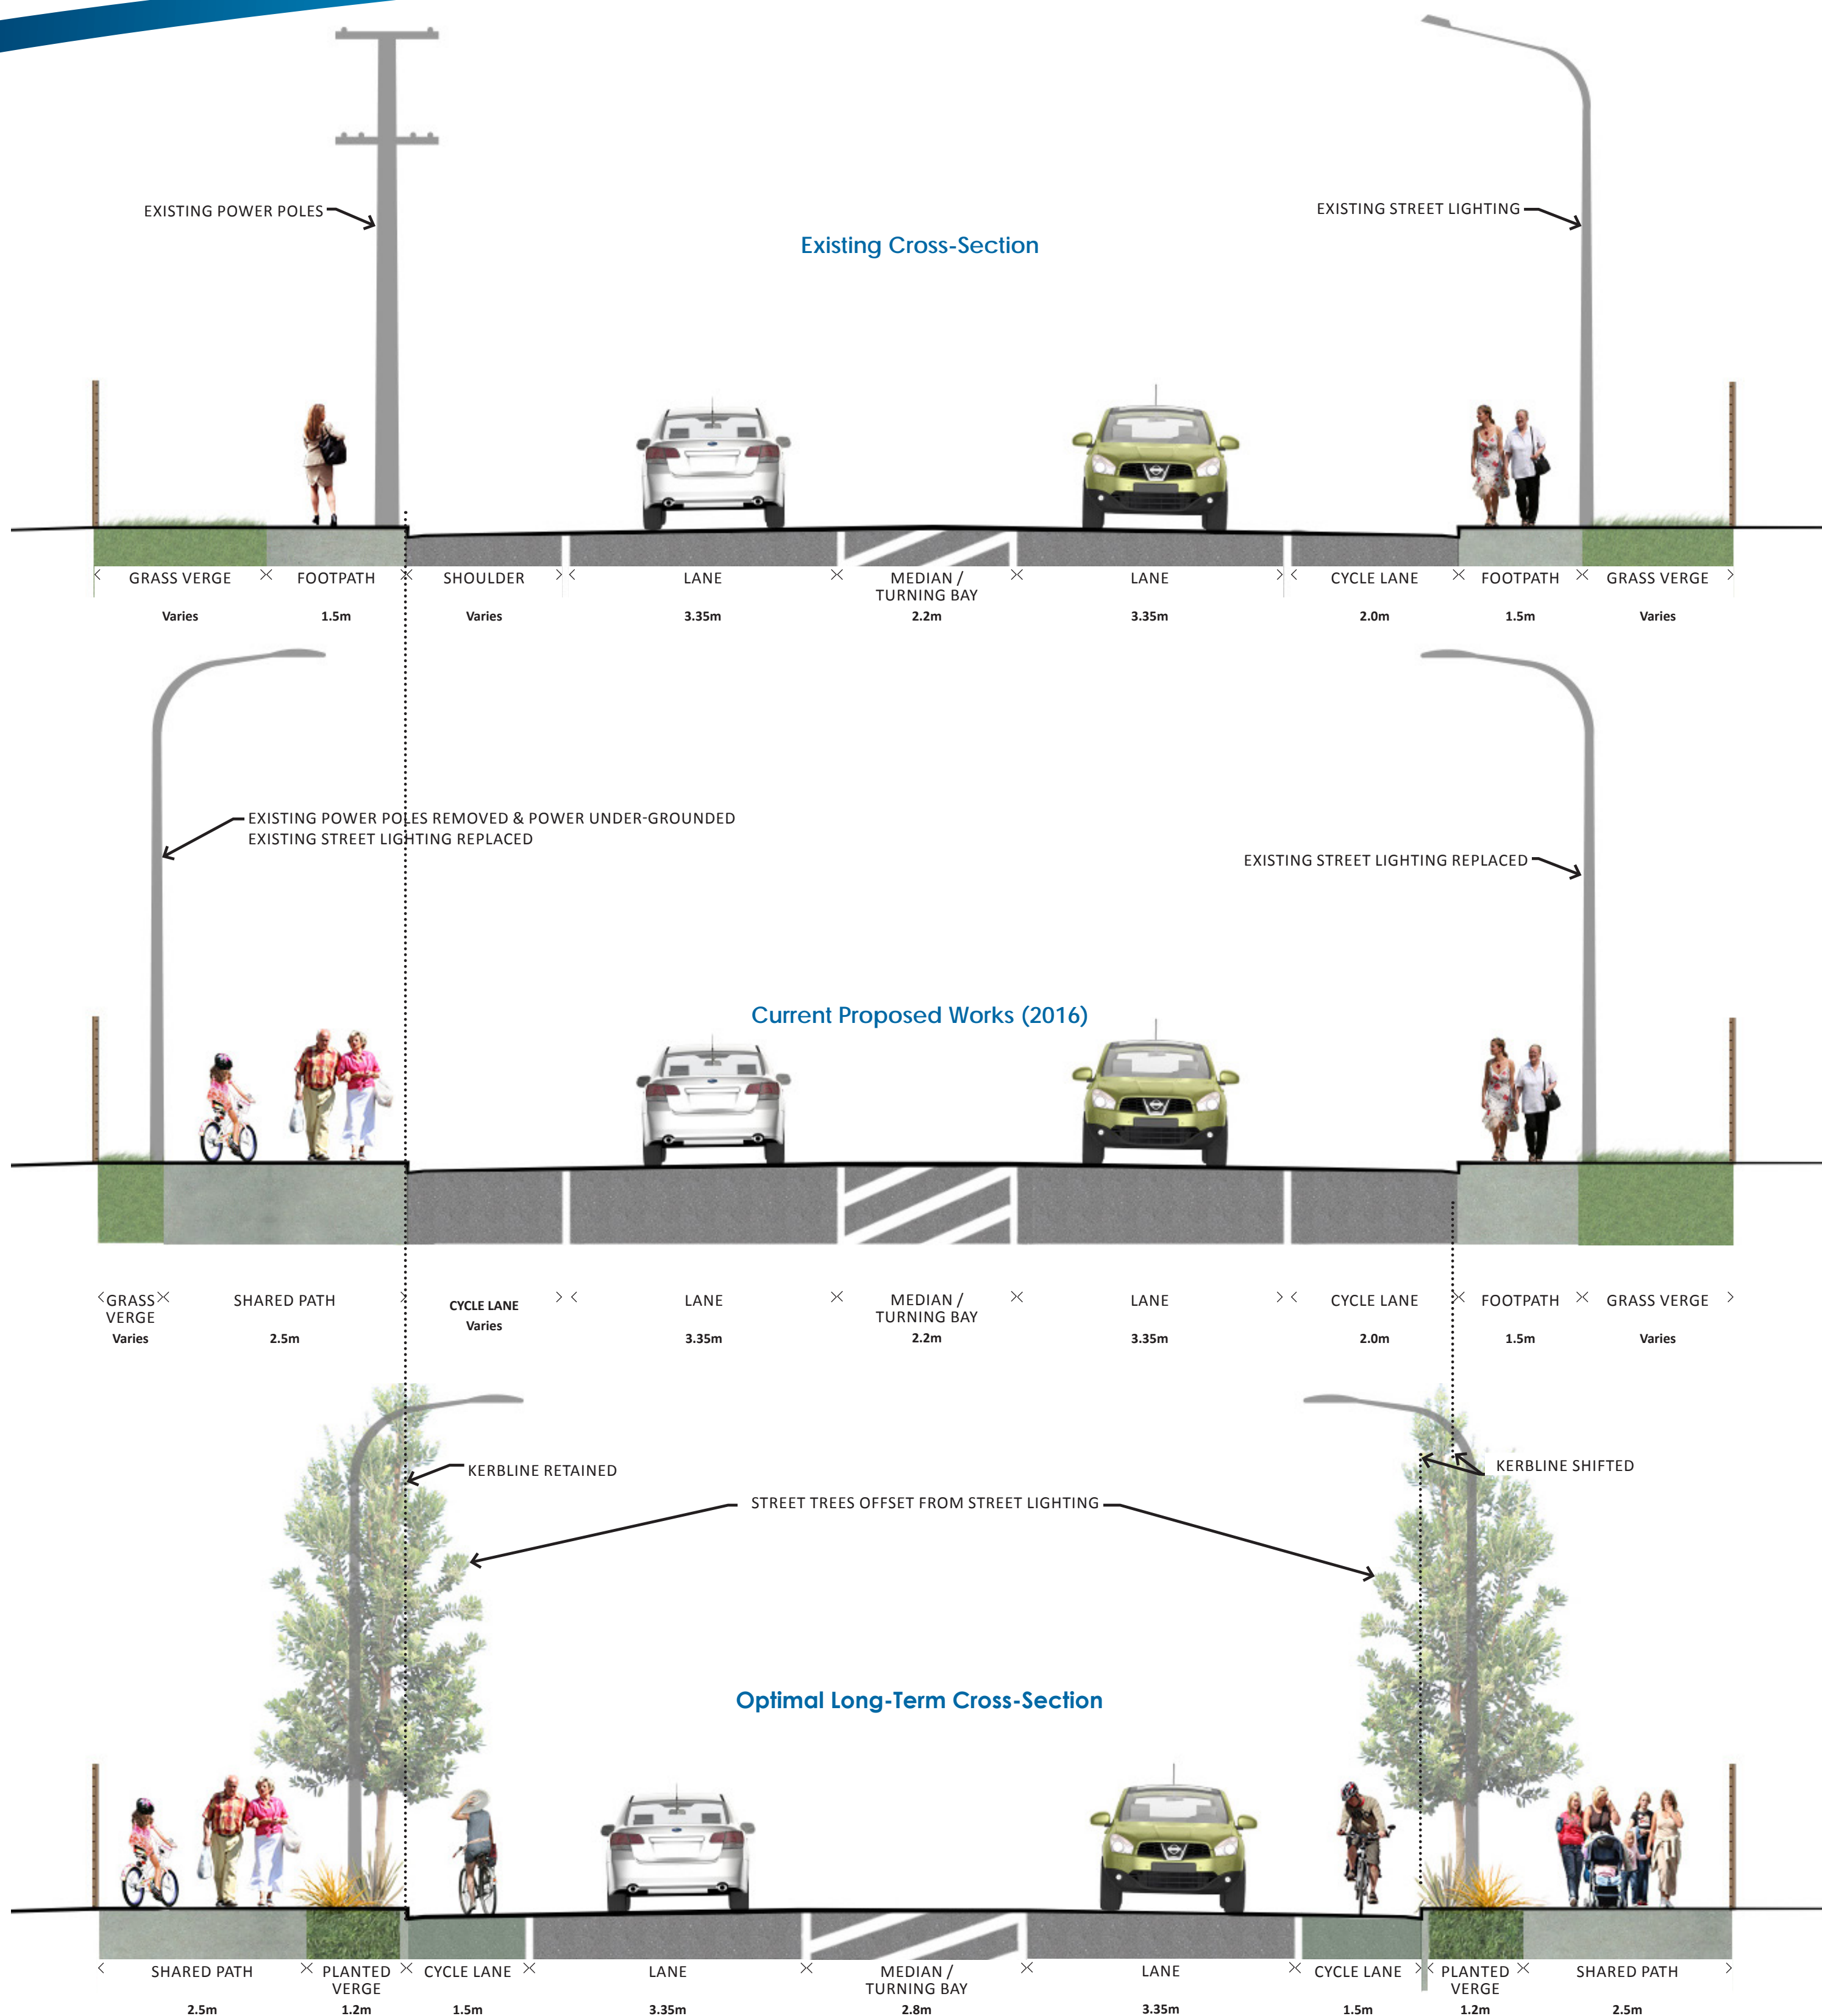 EXISTING POWER POLES
EXISTING STREET LIGHTING
Existing Cross-Section
GRASS VERGE FOOTPATH SHOULDER LANE MEDIAN / LANE CYCLE LANE FOOTPATH GRASS VERGE
TURNING BAY
Varies 1.5m Varies 3.35m 2.2m 3.35m 2.0m 1.5m Varies
EXISTING POWER POLES REMOVED & POWER UNDER-GROUNDED
EXISTING STREET LIGHTING REPLACED
EXISTING STREET LIGHTING REPLACED
Current Proposed Works (2016)
GRASS SHARED PATH CYCLE LANE LANE MEDIAN / LANE CYCLE LANE FOOTPATH GRASS VERGE
VERGE Varies TURNING BAY
Varies 2.5m 3.35m 2.2m 3.35m 2.0m 1.5m Varies
KERBLINE RETAINED
KERBLINE SHIFTED
STREET TREES OFFSET FROM STREET LIGHTING
Optimal Long-Term Cross-Section
SHARED PATH PLANTED CYCLE LANE LANE MEDIAN / LANE CYCLE LANE PLANTED SHARED PATH
VERGE TURNING BAY VERGE
2.5m 1.2m 1.5m 3.35m 2.8m 3.35m 1.5m 1.2m 2.5m